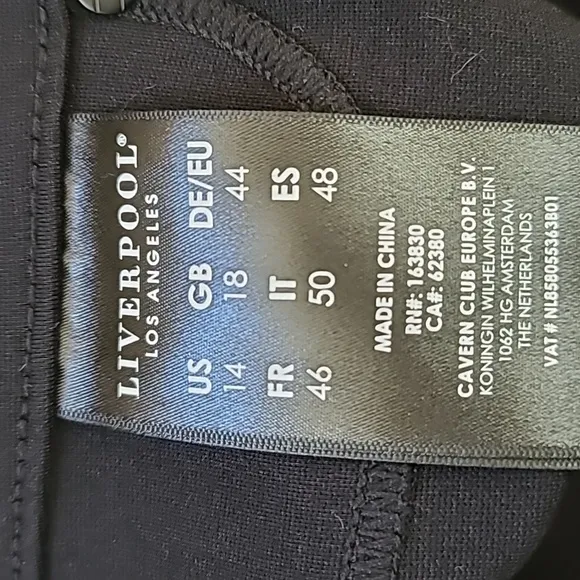 LIVERPOOL®
LOS ANGELES
US GB DE/EU
14 18 44
FR IT ES
46 50 48
MADE IN CHINA
RN#: 163830
CA#: 62380
CAVERN CLUB EUROPE B.V.
KONINGIN WILHELMINAPLEIN 1
1062 HG AMSTERDAM
THE NETHERLANDS
VAT # NL858055363B01